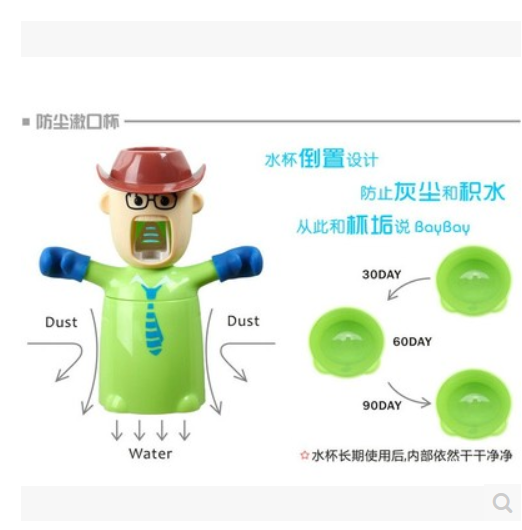 防尘漱口杯
水杯倒置设计
防止灰尘和积水
从此和杯垢说 BayBay
30DAY
60DAY
90DAY
Dust
Dust
Water
☆水杯长期使用后,内部依然干干净净